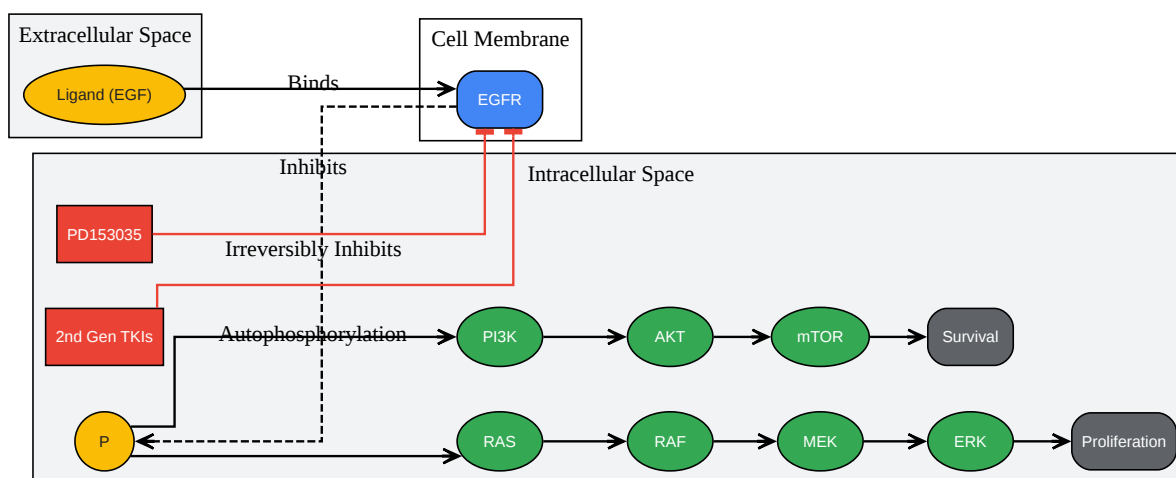 Extracellular Space
Cell Membrane
Ligand (EGF)
Binds
EGFR
Inhibits
Intracellular Space
PD153035
Irreversibly Inhibits
2nd Gen TKIs
Autophosphorylation
PI3K
AKT
mTOR
Survival
P
RAS
RAF
MEK
ERK
Proliferation